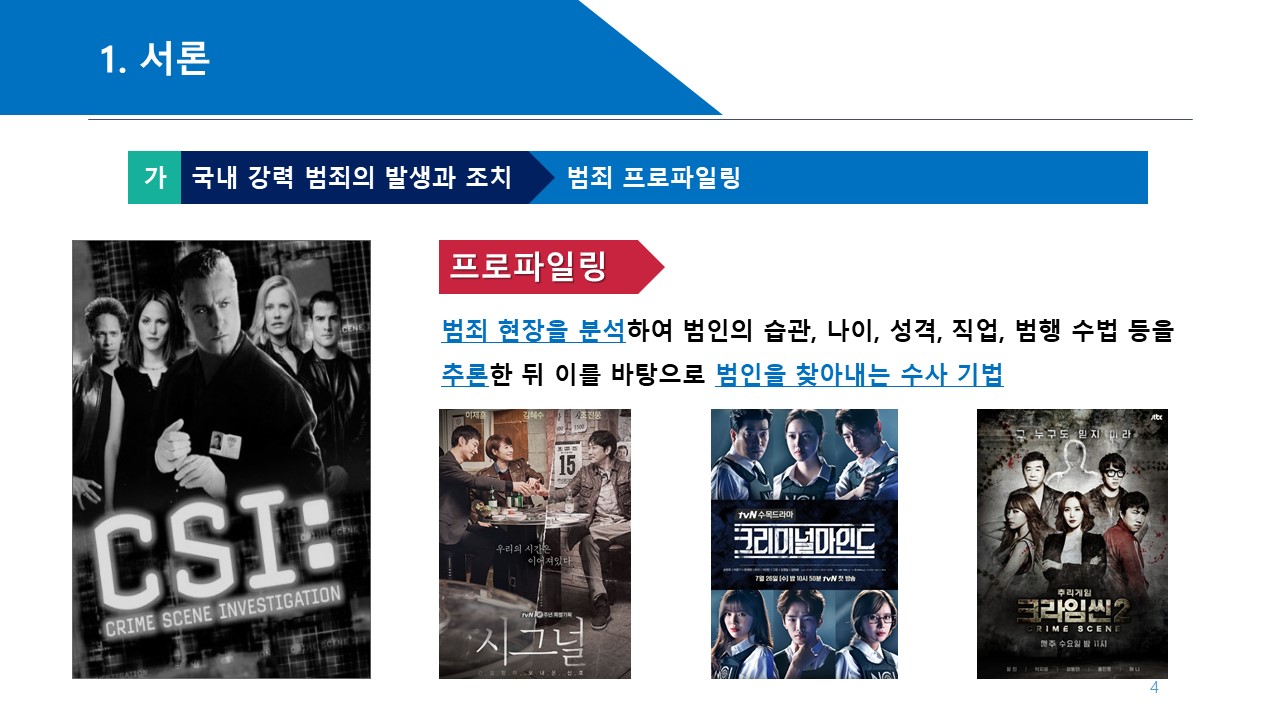 1. 서론
가 국내 강력 범죄의 발생과 조치 범죄 프로파일링
프로파일링
범죄 현장을 분석하여 범인의 습관, 나이, 성격, 직업, 범행 수법 등을
추론한 뒤 이를 바탕으로 범인을 찾아내는 수사 기법
CSI:
CRIME SCENE INVESTIGATION
이제훈 김혜수 조진웅
15
우리의 시간은
이어져있다
tvN 10주년 특별기획
시그널
tvN 수목드라마
크리미널마인드
7월 26일 [수] 밤 10시 50분 tvN 첫 방송
jtbc
그 누구도 믿지 마라
추리게임
크라임씬2
CRIME SCENE
매주 수요일 밤 11시
4